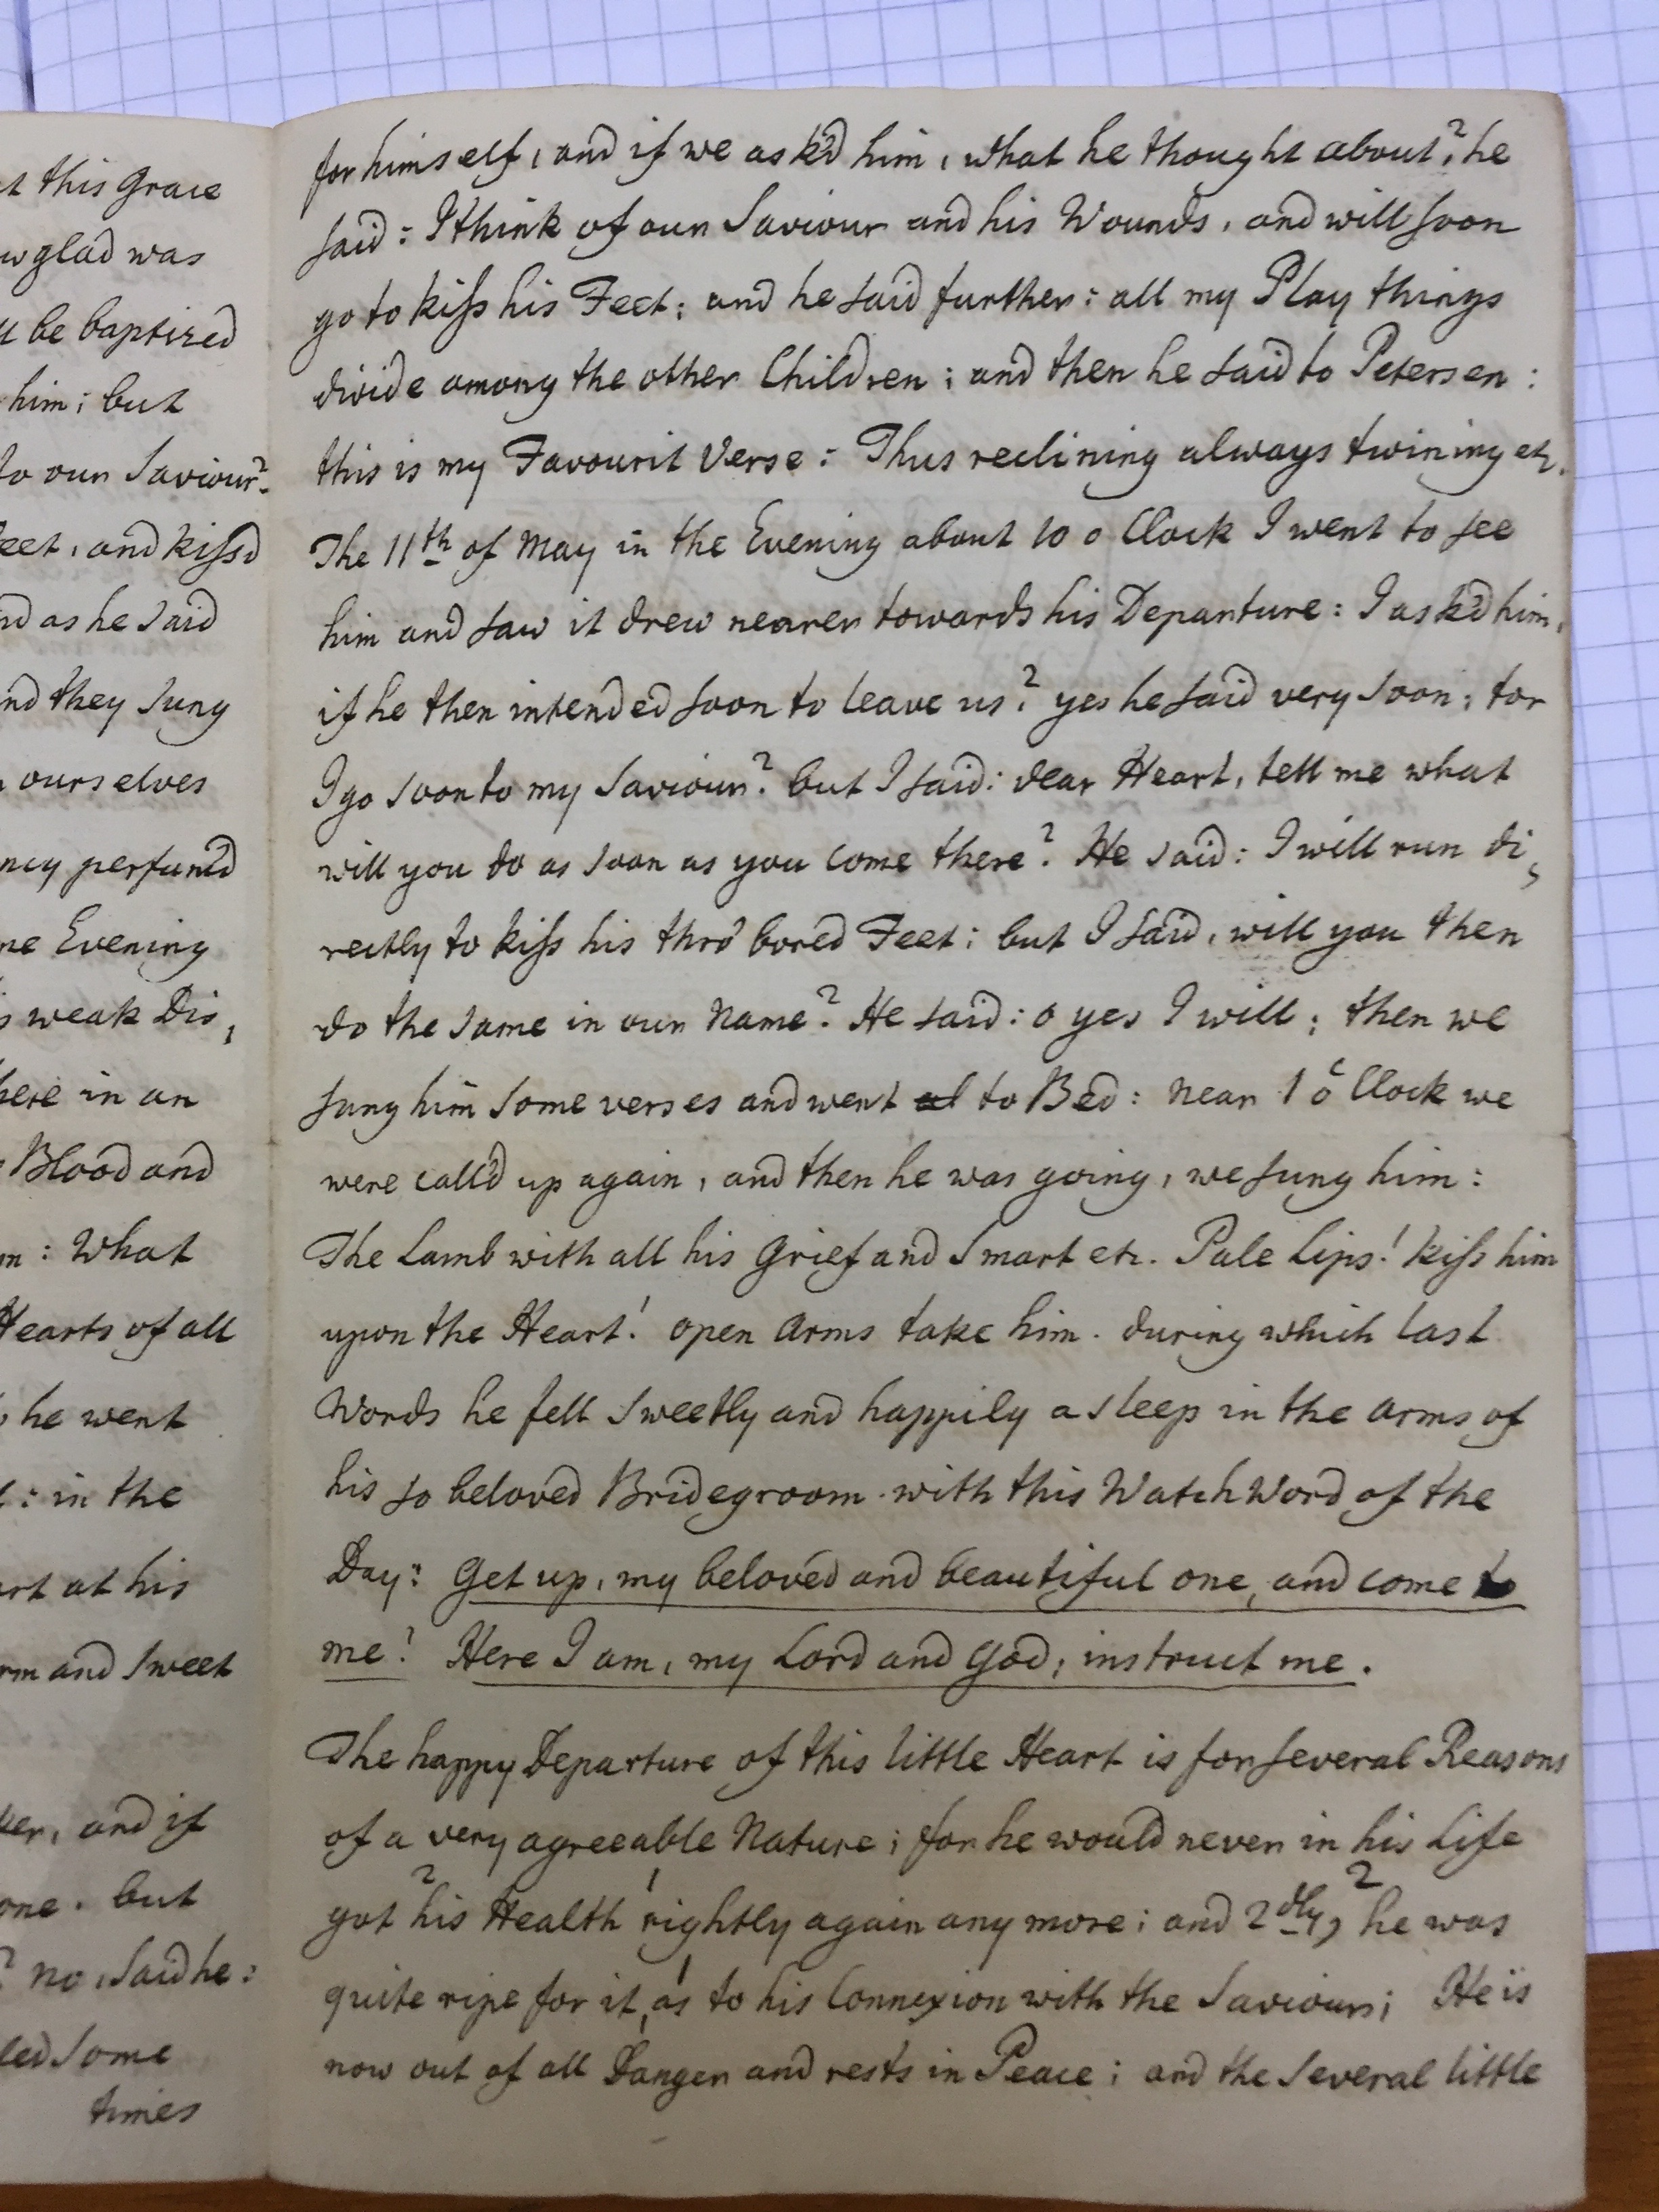 t this Grace
w glad was
be baptized
him; but
to our Saviour?
eet, and kiss'd
nd as he said
nd they sung
ourselves
ncy perfum'd
ne Evening
s weak Dis,
here in an
Blood and
m: What
Hearts of all
he went
: in the
art at his
rm and sweet
ver, and if
one. but
? no, said he:
led some
times
for himself, and if we ask'd him, what he thought about? he
said: I think of our Saviour and his Wounds, and will soon
go to kiss his Feet; and he said further: all my Play things
divide among the other Children; and then he said to Petersen:
this is my Favourit Verse: Thus reclining always twining etc.
The 11th of May in the Evening about 10 o Clock I went to see
him and saw it drew nearer towards his Departure: I ask'd him,
if he then intended soon to leave us? yes he said very soon; for
I go soon to my Saviour? but I said: dear Heart, tell me what
will you do as soon as you come there? He said: I will run di,
rectly to kiss his thro' bored Feet; but I said, will you then
do the same in our Name? He said: o yes I will; then we
sung him some verses and went al to Bed: near 1 o Clock we
were call'd up again, and then he was going, we sung him:
The Lamb with all his Grief and Smart etc. Pale Lips! kiss him
upon the Heart! open Arms take him. during which last
Words he fell sweetly and happily a sleep in the Arms of
his so beloved Bridegroom with this Watch Word of the
Day: Get up, my beloved and beautiful one, and come to
me! Here I am, my Lord and God, instruct me.
The happy Departure of this little Heart is for several Reasons
of a very agreeable Nature; for he would never in his Life
got his Health rightly again any more; and 2dly, he was
quite ripe for it, as to his Connexion with the Saviour; He is
now out of all Danger and rests in Peace; and the several little